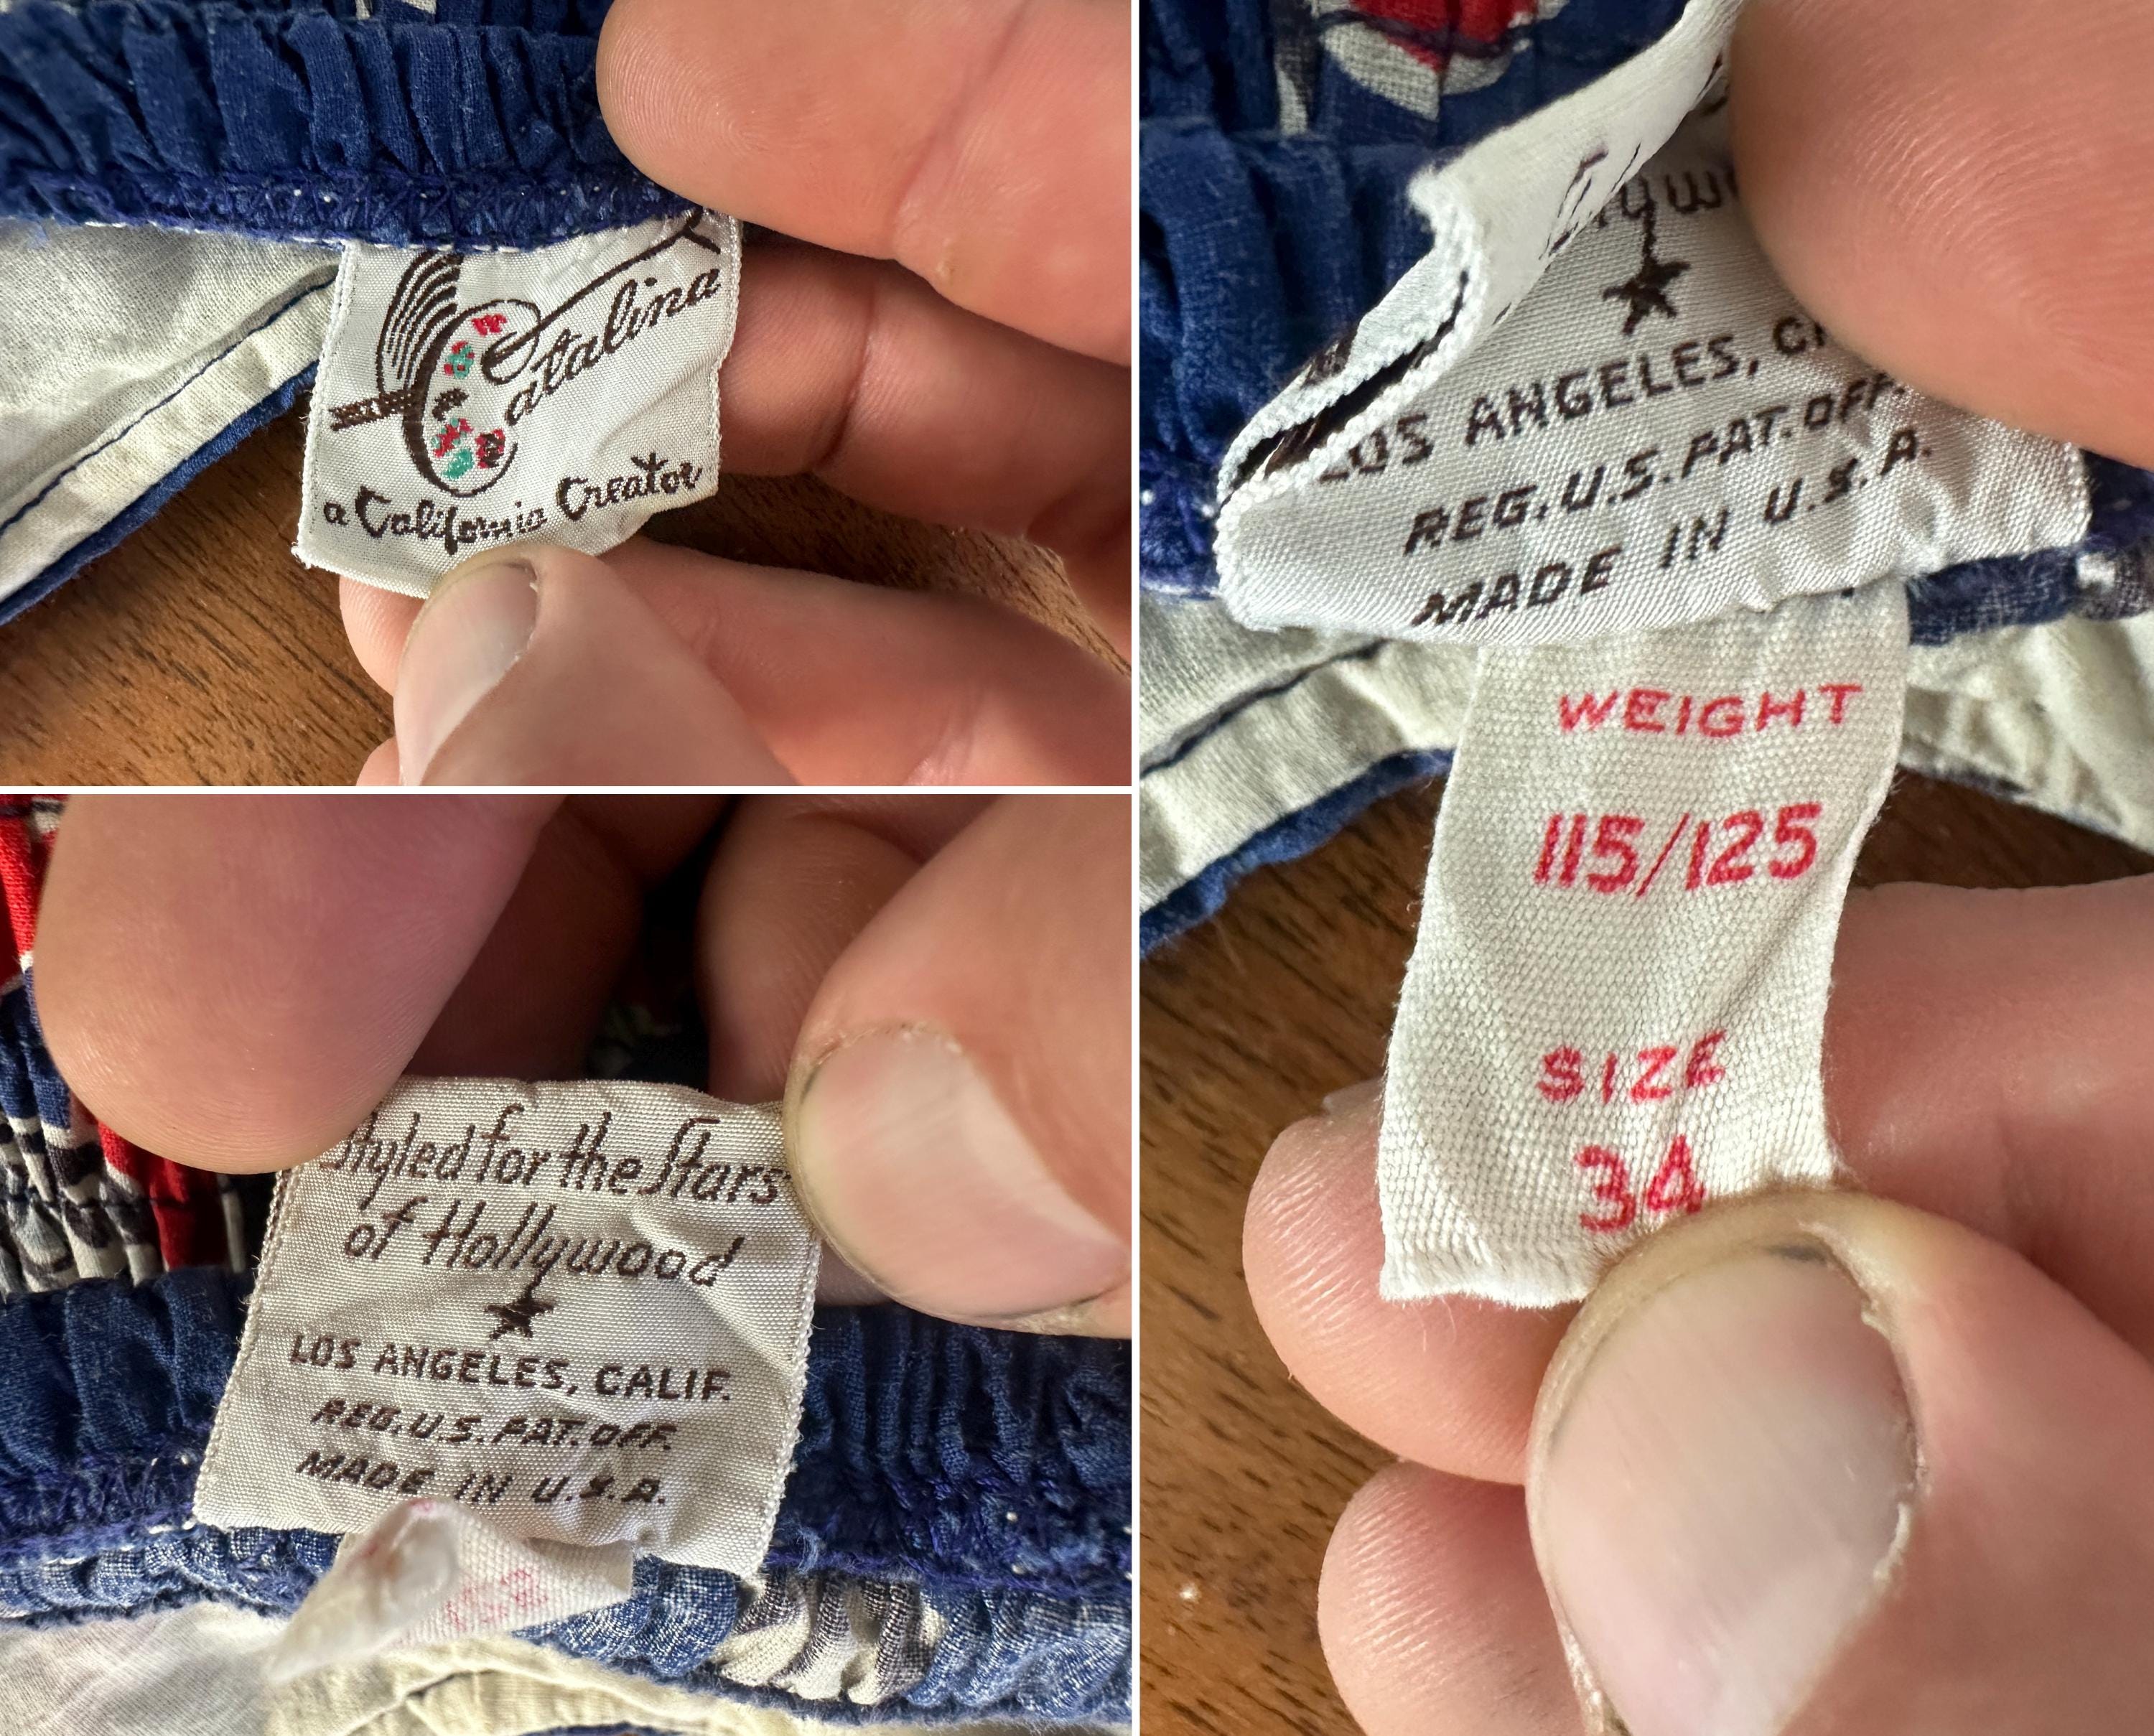 Catalina
a California Creator
Styled for the Stars
of Hollywood
LOS ANGELES, CALIF.
REG. U.S. PAT. OFF.
MADE IN U.S.A.
LOS ANGELES,
REG. U.S. PAT. OFF.
MADE IN U.S.A.
WEIGHT
115/125
SIZE
34